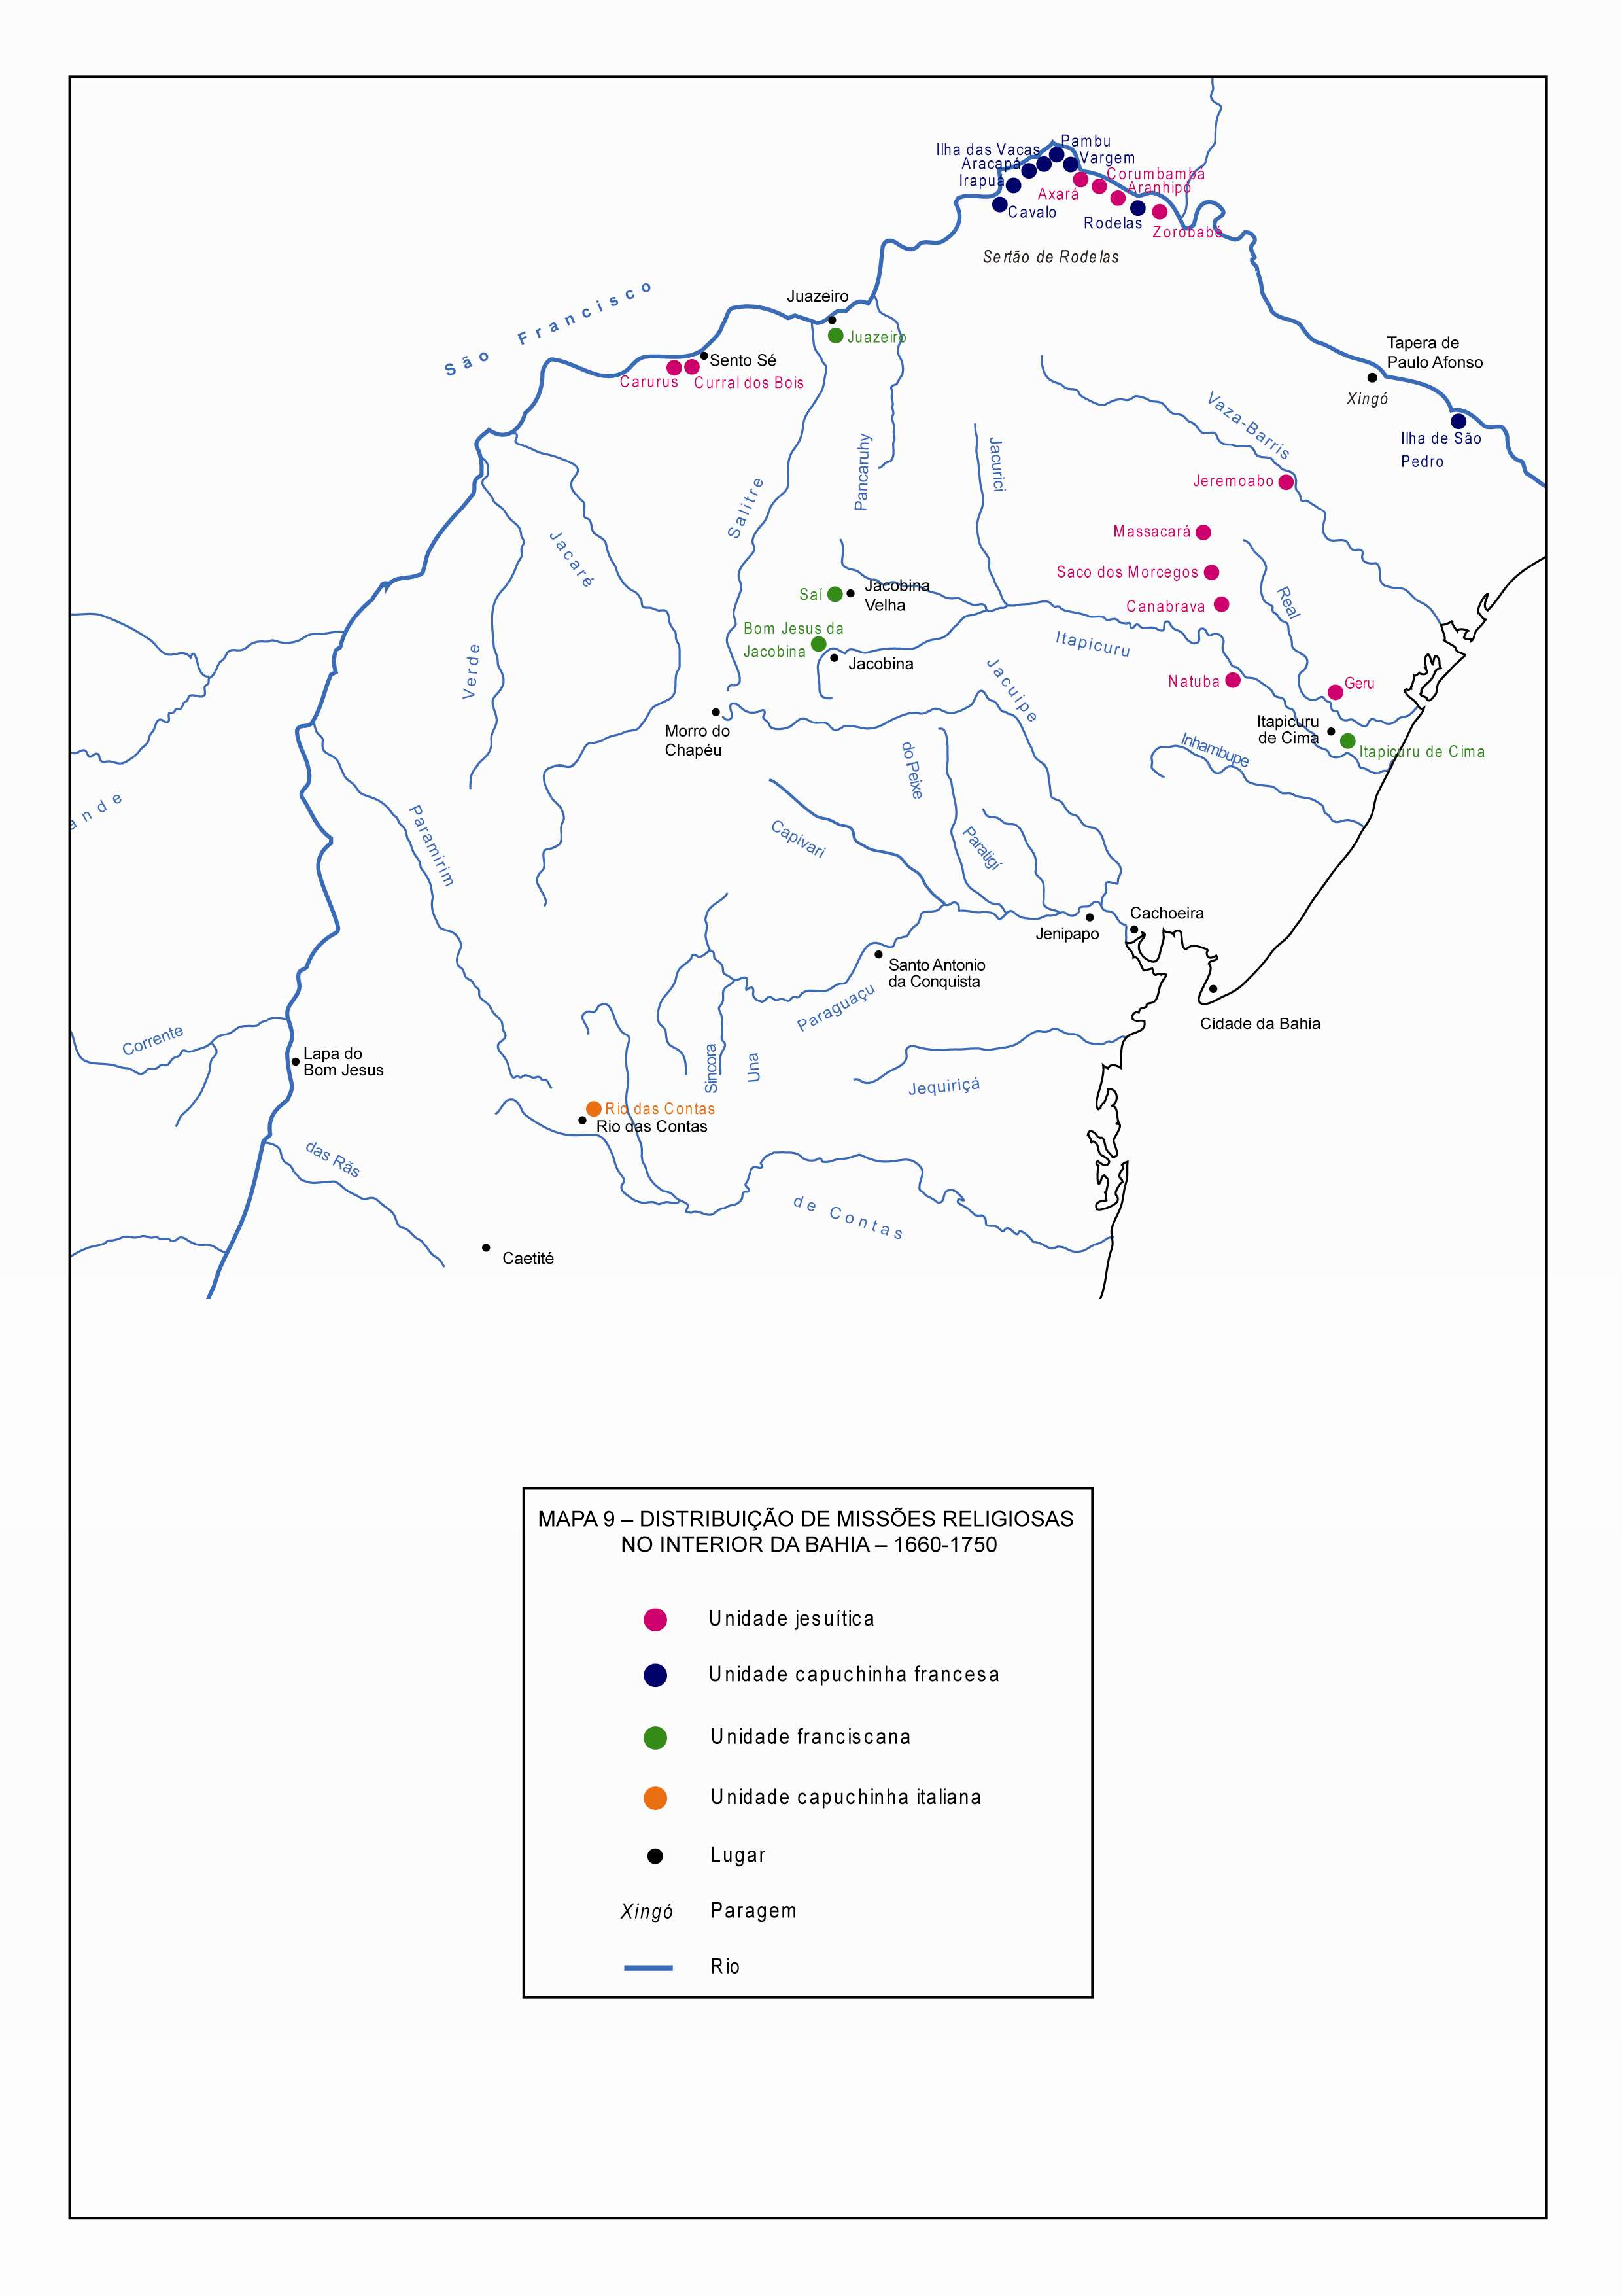 Pambu
Ilha das Vacas
Vargem
Aracapá
Corumbambá
Irapuá
Aranhipó
Axará
Cavalo
Rodelas
Zorobabé
Sertão de Rodelas
São Francisco
Juazeiro
Juazeiro
Tapera de
Paulo Afonso
Sento Sé
Carurus
Curral dos Bois
Xingó
Vaza-Barris
Ilha de São
Pedro
Pancaruhy
Jacurici
Salitre
Jeremoabo
Jacaré
Massacará
Saco dos Morcegos
Saí
Jacobina
Velha
Canabrava
Real
Bom Jesus da
Jacobina
Jacobina
Itapicuru
Verde
Jacuipe
Natuba
Geru
Morro do
Chapéu
Itapicuru
de Cima
Itapicuru de Cima
Inhambupe
do Peixe
ande
Paramirim
Capivari
Paratigí
Cachoeira
Jenipapo
Santo Antonio
da Conquista
Paraguaçu
Cidade da Bahia
Corrente
Lapa do
Bom Jesus
Sincora
Una
Jequiriçá
Rio das Contas
Rio das Contas
das Rãs
de Contas
Caetité
MAPA 9 – DISTRIBUIÇÃO DE MISSÕES RELIGIOSAS
NO INTERIOR DA BAHIA – 1660-1750
Unidade jesuítica
Unidade capuchinha francesa
Unidade franciscana
Unidade capuchinha italiana
Lugar
Xingó Paragem
Rio